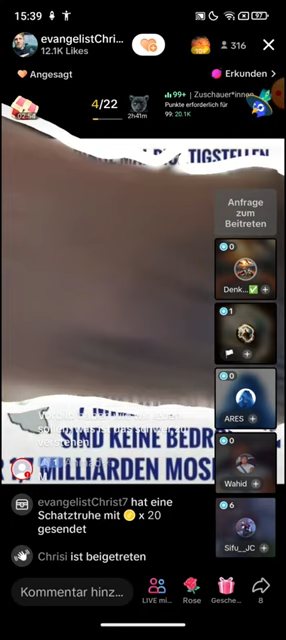 15:39
97
evangelistChri...
12.1K Likes
316
Angesagt
Erkunden >
02:54
4/22
2h41m
99+ | Zuschauer*innen
Punkte erforderlich für
99: 20.1K
TIGSTELLEN
Anfrage
zum
Beitreten
0
Denk...
1
0
ARES
0
Wahid
6
Sifu__JC
verstehen
UND KEINE BEDR
MILLIARDEN MOS
evangelistChrist7 hat eine
Schatztruhe mit x 20
gesendet
Chrisi ist beigetreten
Kommentar hinz...
LIVE mi...
Rose
Gesche...
8